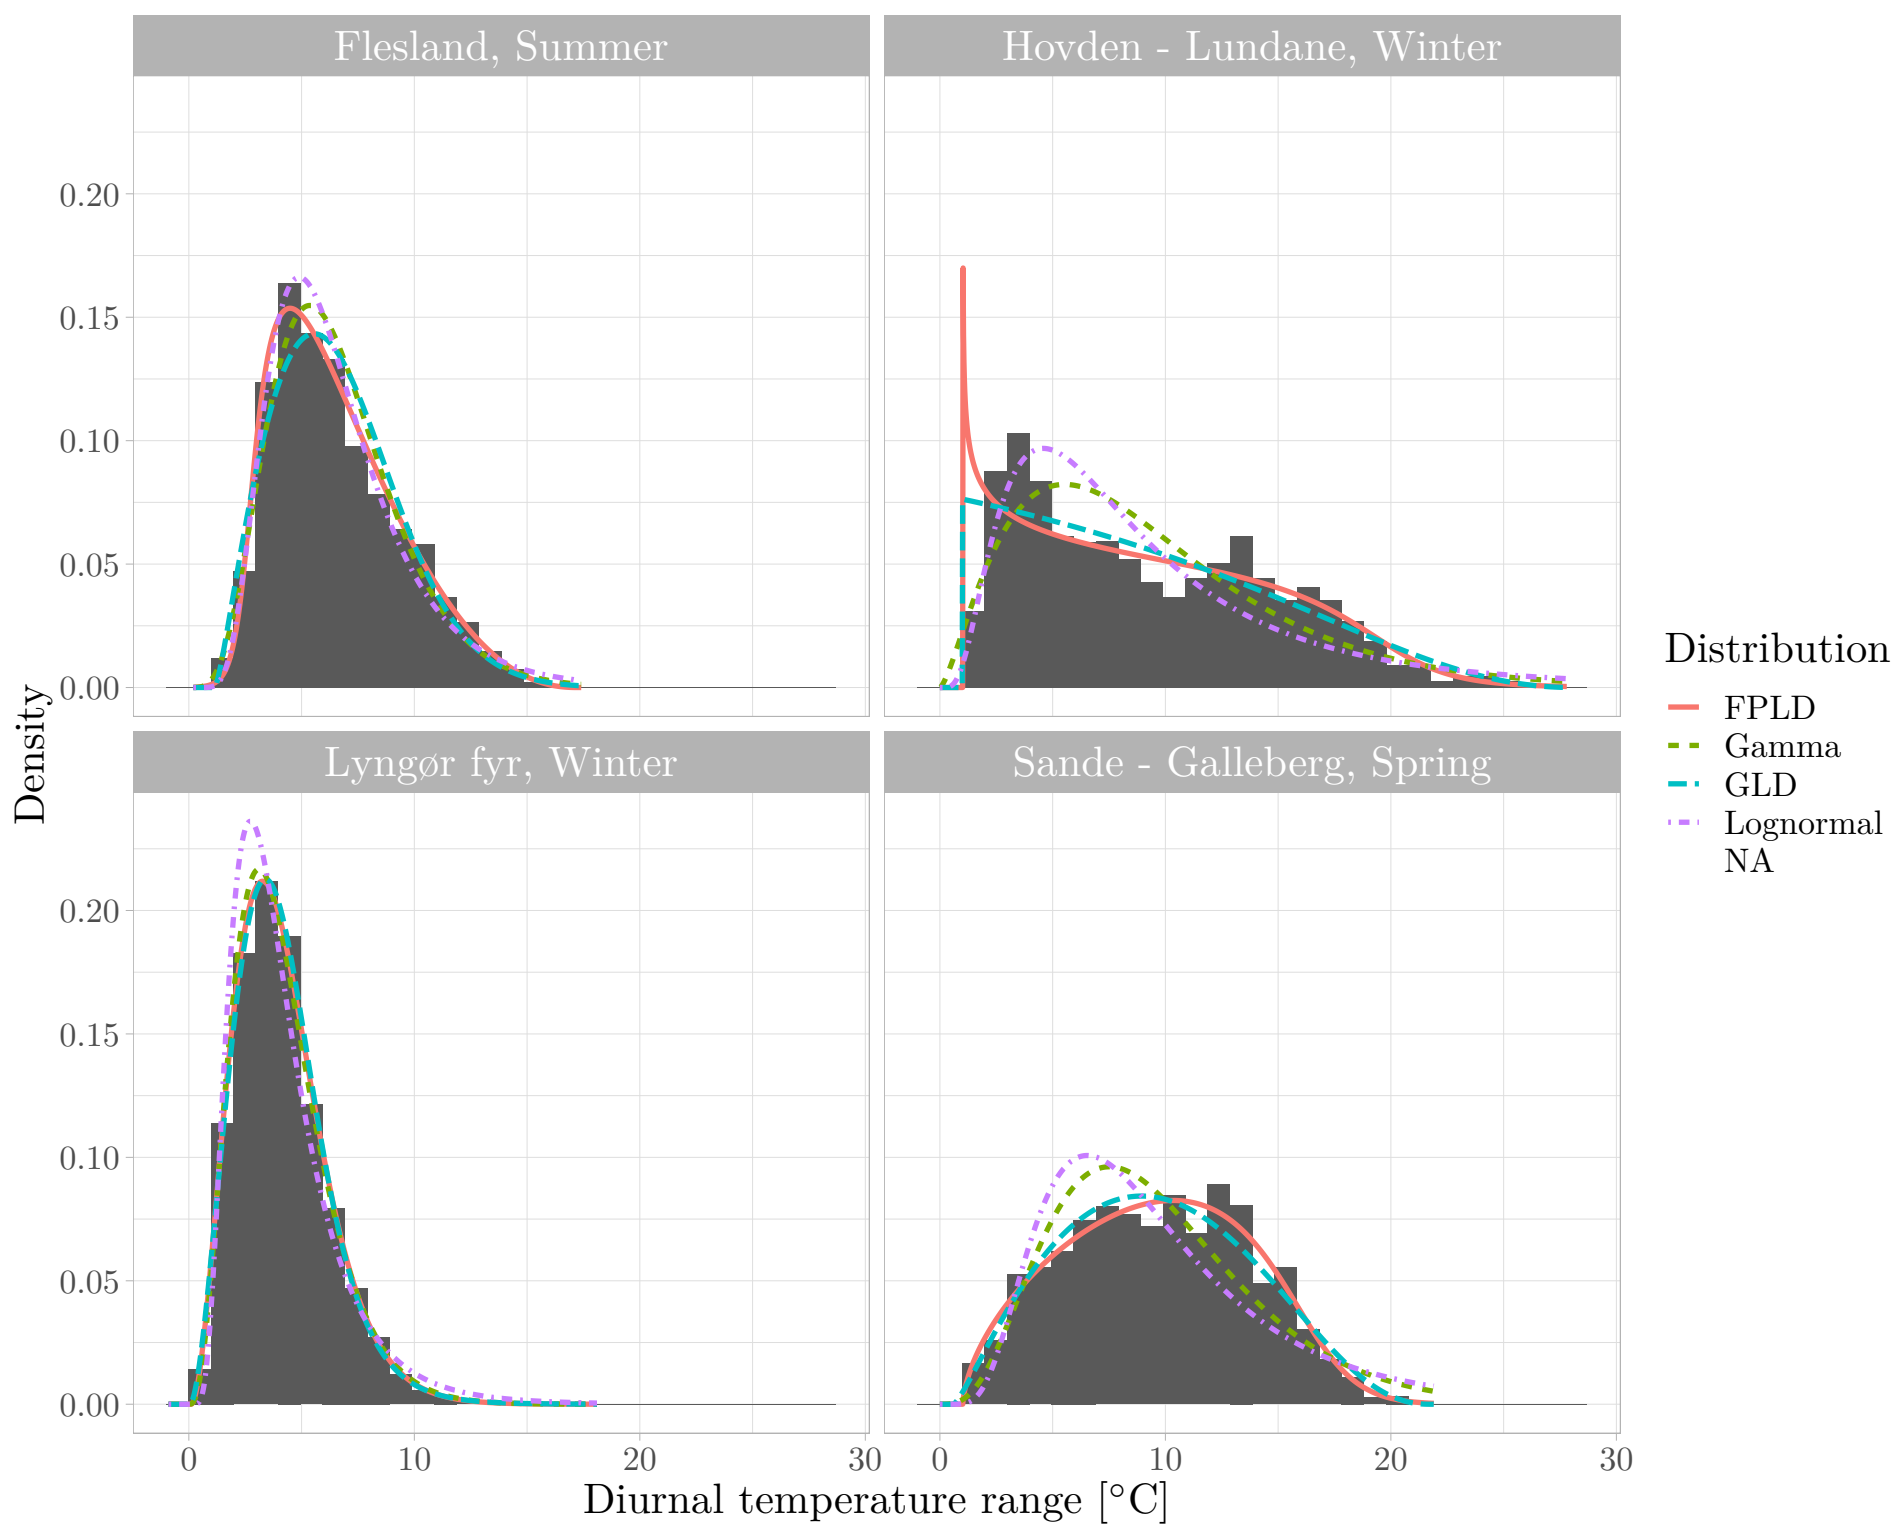 Flesland, Summer
Hovden - Lundane, Winter
0.20
0.15
0.10
0.05
0.00
Lyngør fyr, Winter
Sande - Galleberg, Spring
0.20
0.15
0.10
0.05
0.00
0 10 20 30
0 10 20 30
Density
Diurnal temperature range [°C]
Distribution
FPLD
Gamma
GLD
Lognormal
NA